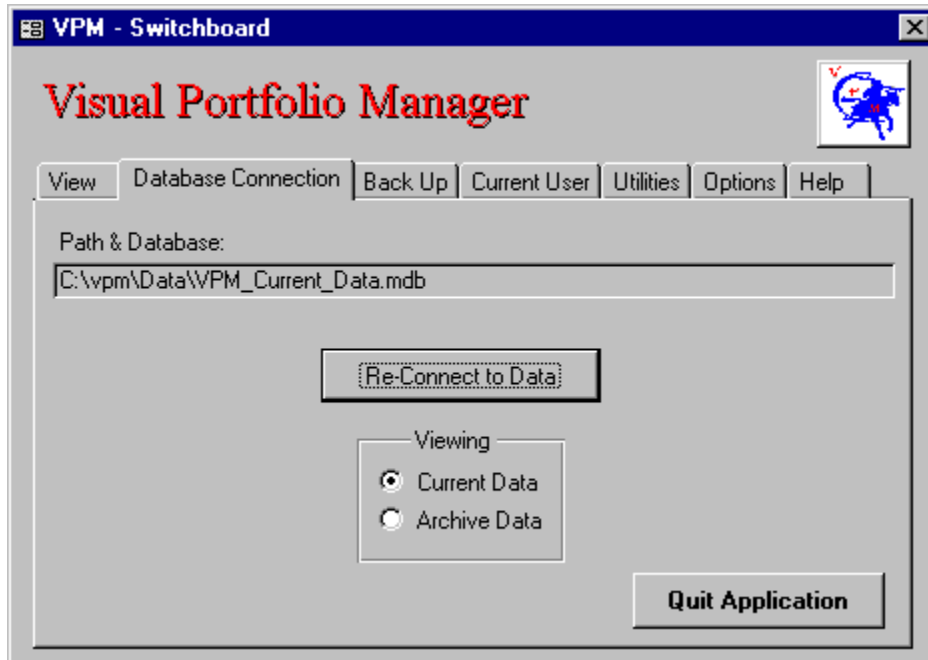 VPM - Switchboard
Visual Portfolio Manager
V P M
View Database Connection Back Up Current User Utilities Options Help
Path & Database:
C:\vpm\Data\VPM_Current_Data.mdb
Re-Connect to Data
Viewing
Current Data
Archive Data
Quit Application